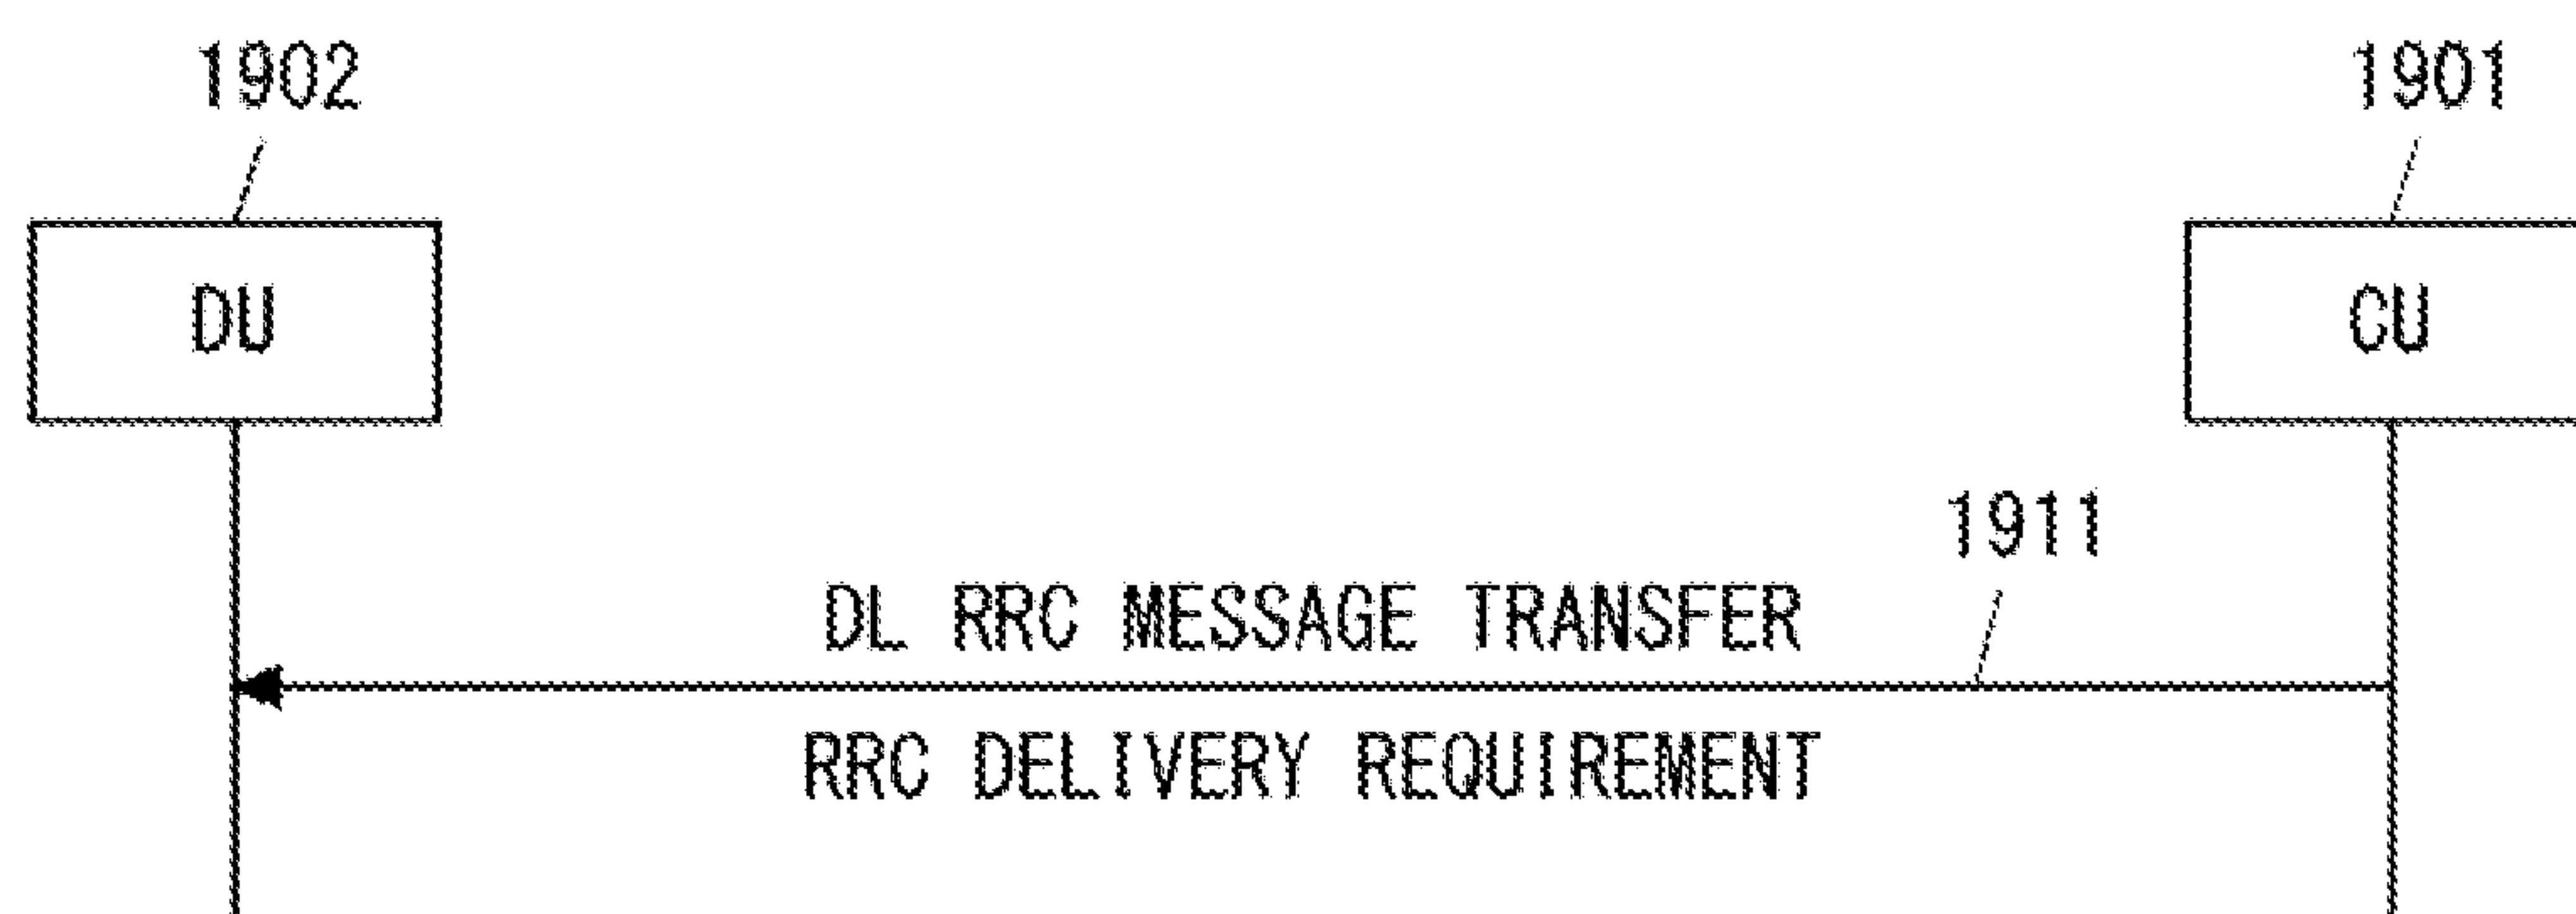 1902 1901
DU CU
1911
DL RRC MESSAGE TRANSFER
RRC DELIVERY REQUIREMENT